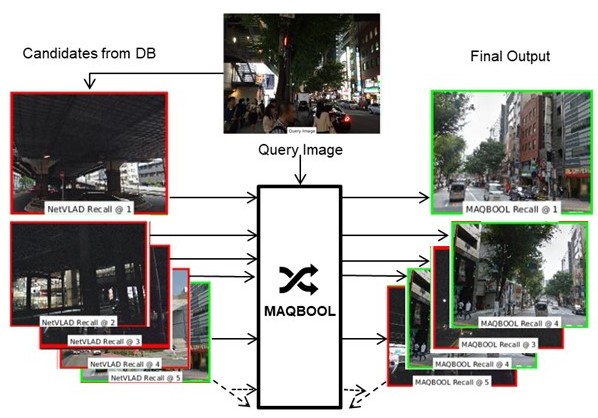 Candidates from DB
Final Output
Query Image
Query Image
NetVLAD Recall @ 1
MAQBOOL Recall @ 1
MAQBOOL
NetVLAD Recall @ 2
NetVLAD Recall @ 3
NetVLAD Recall @ 4
NetVLAD Recall @ 5
MAQBOOL Recall @ 4
MAQBOOL Recall @ 3
MAQBOOL Recall @ 4
MAQBOOL Recall @ 5